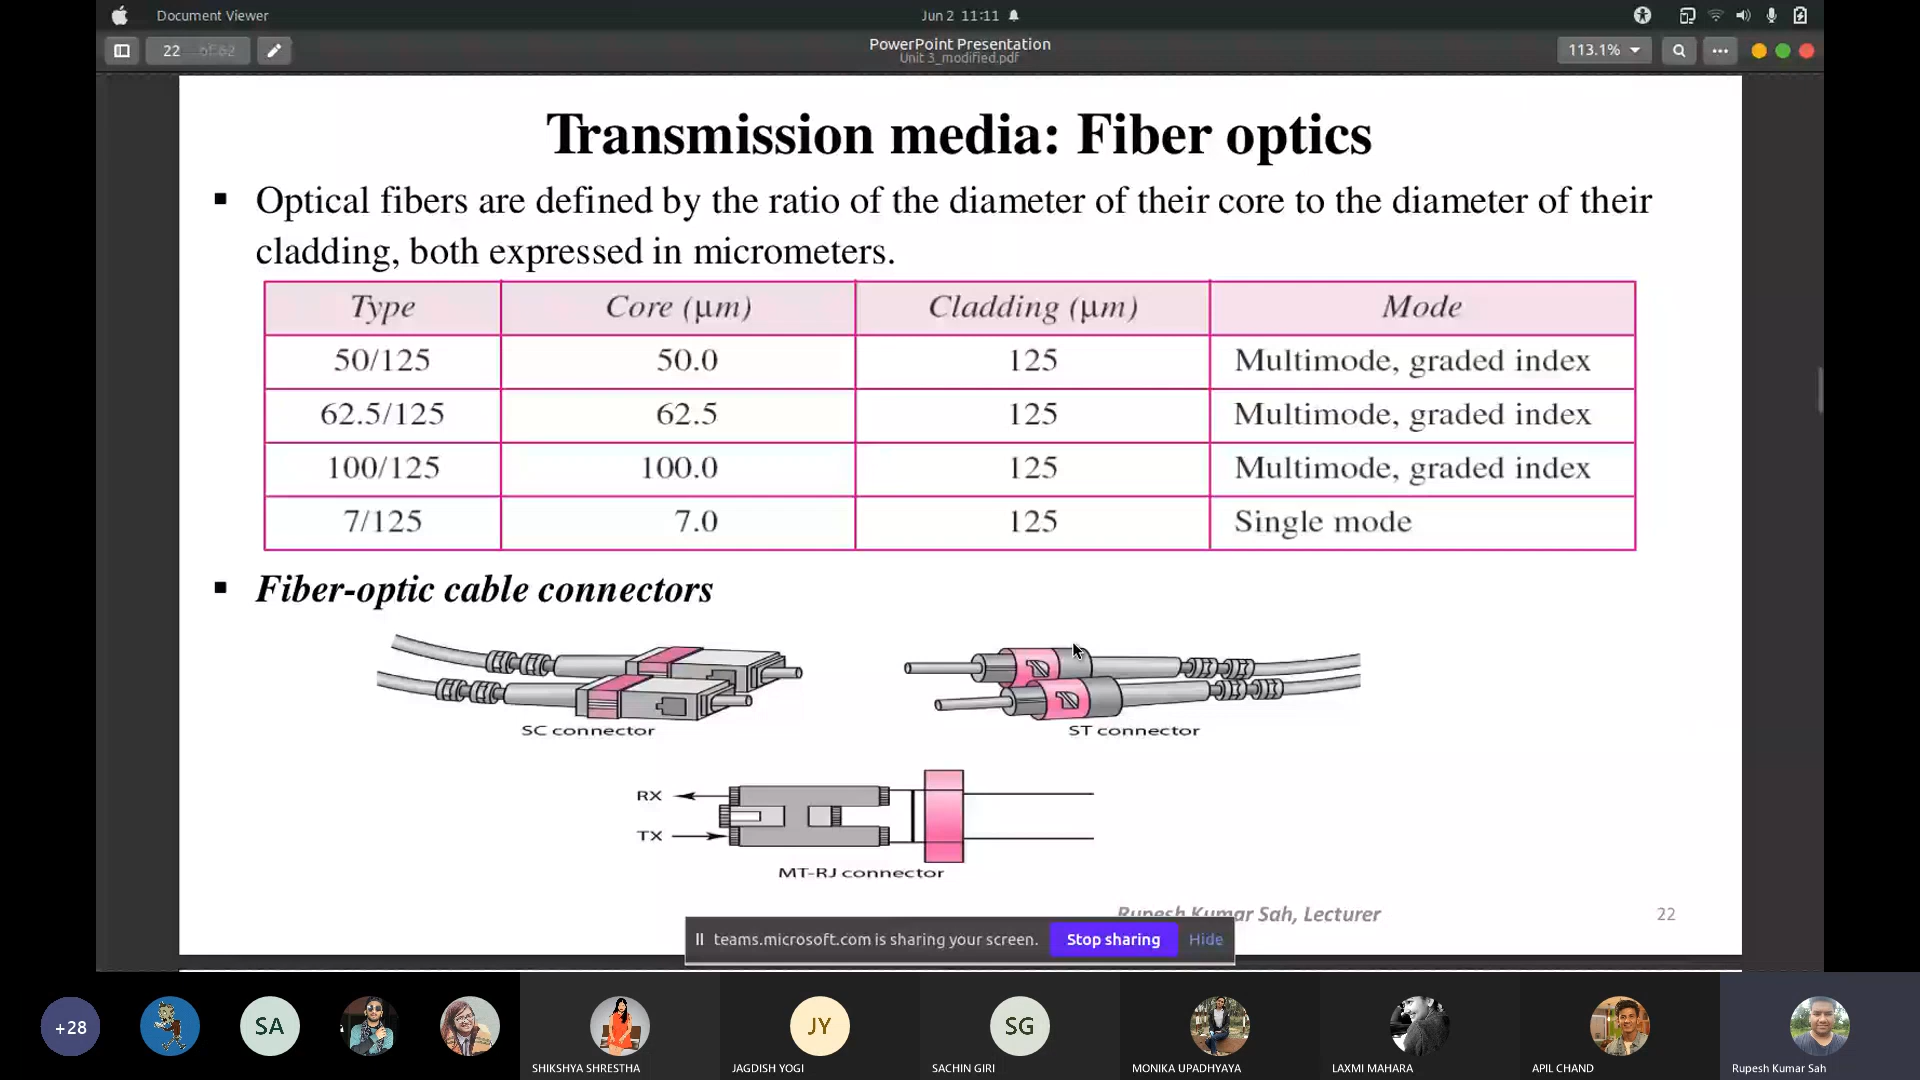 Document Viewer
Jun 2 11:11
22 of 62
PowerPoint Presentation
Unit 3_modified.pdf
113.1%
Transmission media: Fiber optics
▪ Optical fibers are defined by the ratio of the diameter of their core to the diameter of their
cladding, both expressed in micrometers.
Type Core (μm) Cladding (μm) Mode
50/125 50.0 125 Multimode, graded index
62.5/125 62.5 125 Multimode, graded index
100/125 100.0 125 Multimode, graded index
7/125 7.0 125 Single mode
▪ Fiber-optic cable connectors
SC connector
ST connector
RX
TX
MT-RJ connector
Rupesh Kumar Sah, Lecturer
22
teams.microsoft.com is sharing your screen. Stop sharing Hide
+28 SA JY SG
SHIKSHYA SHRESTHA JAGDISH YOGI SACHIN GIRI MONIKA UPADHYAYA LAXMI MAHARA APIL CHAND Rupesh Kumar Sah